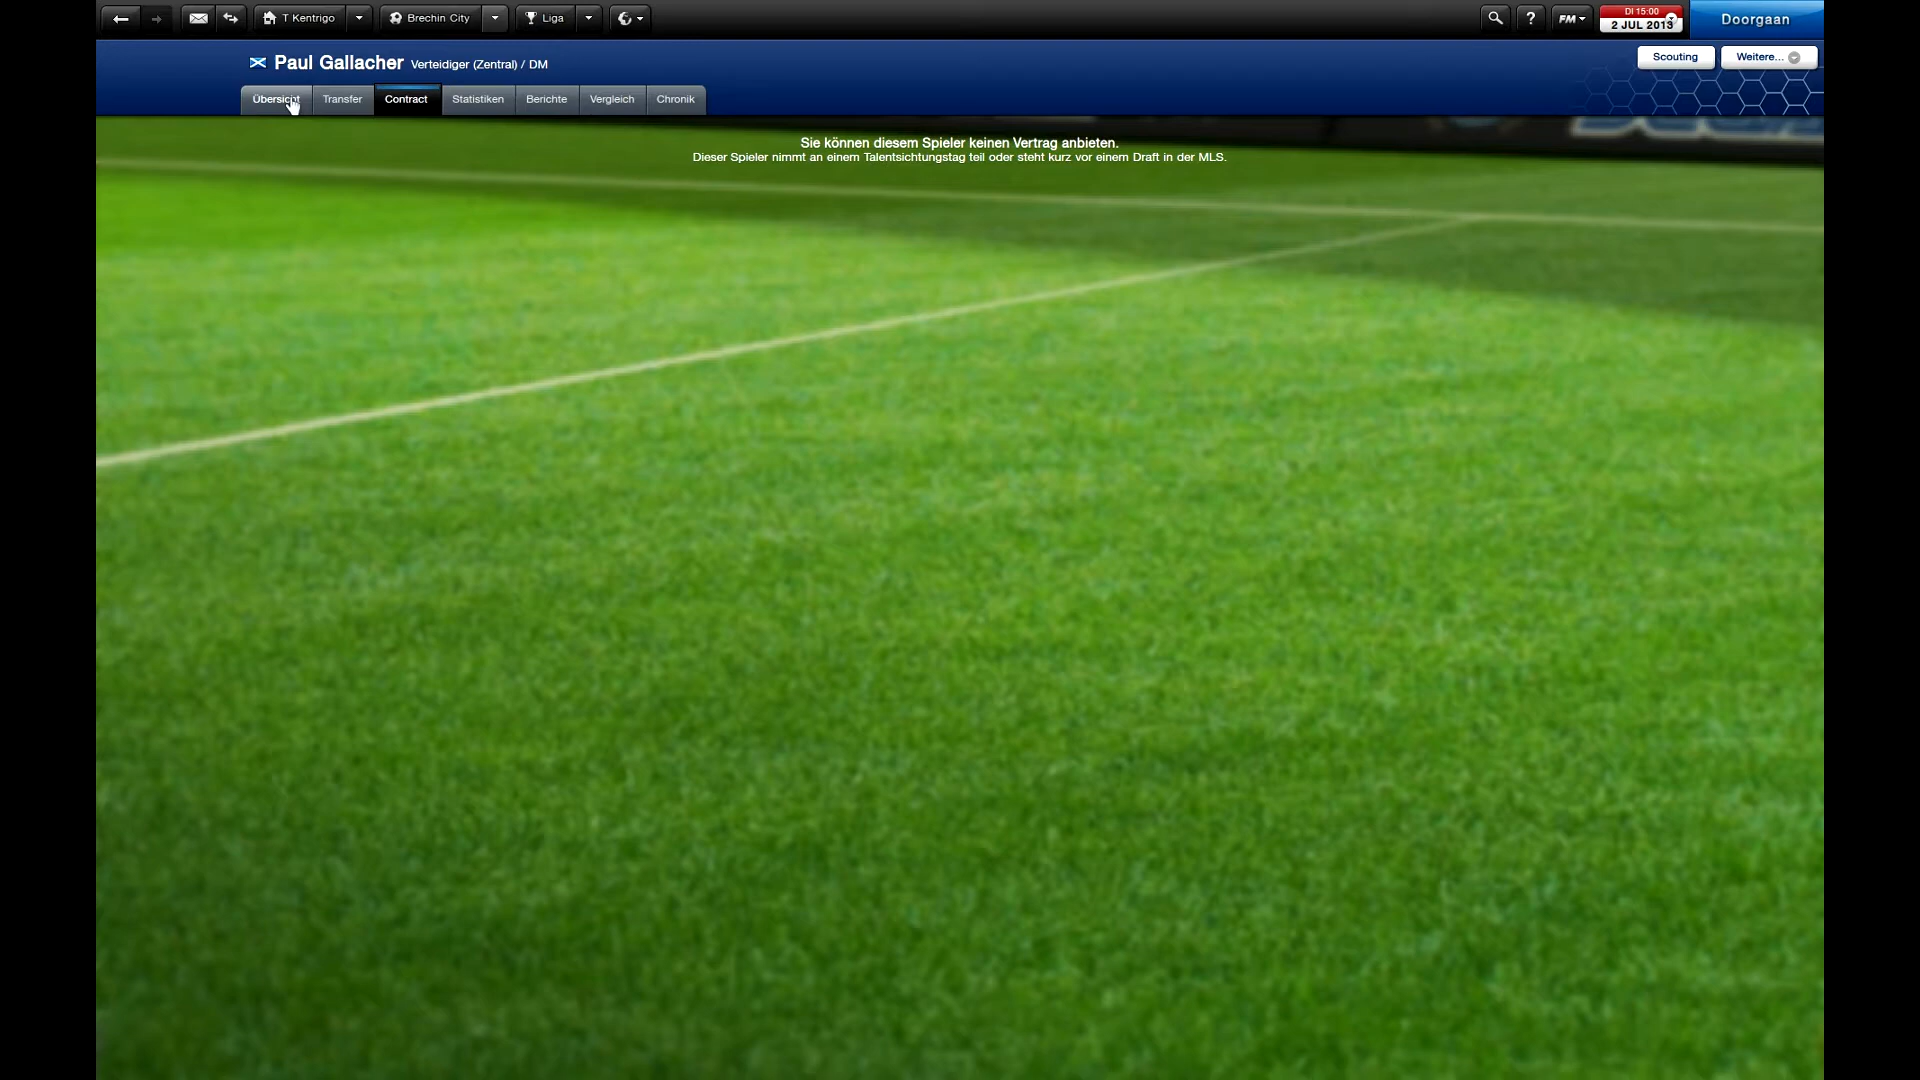 T Kentrigo
Brechin City
Liga
?
FM
DI 15:00
2 JUL 2013
Doorgaan
Paul Gallacher Verteidiger (Zentral) / DM
Scouting
Weitere...
Übersicht
Transfer
Contract
Statistiken
Berichte
Vergleich
Chronik
Sie können diesem Spieler keinen Vertrag anbieten.
Dieser Spieler nimmt an einem Talentsichtungstag teil oder steht kurz vor einem Draft in der MLS.